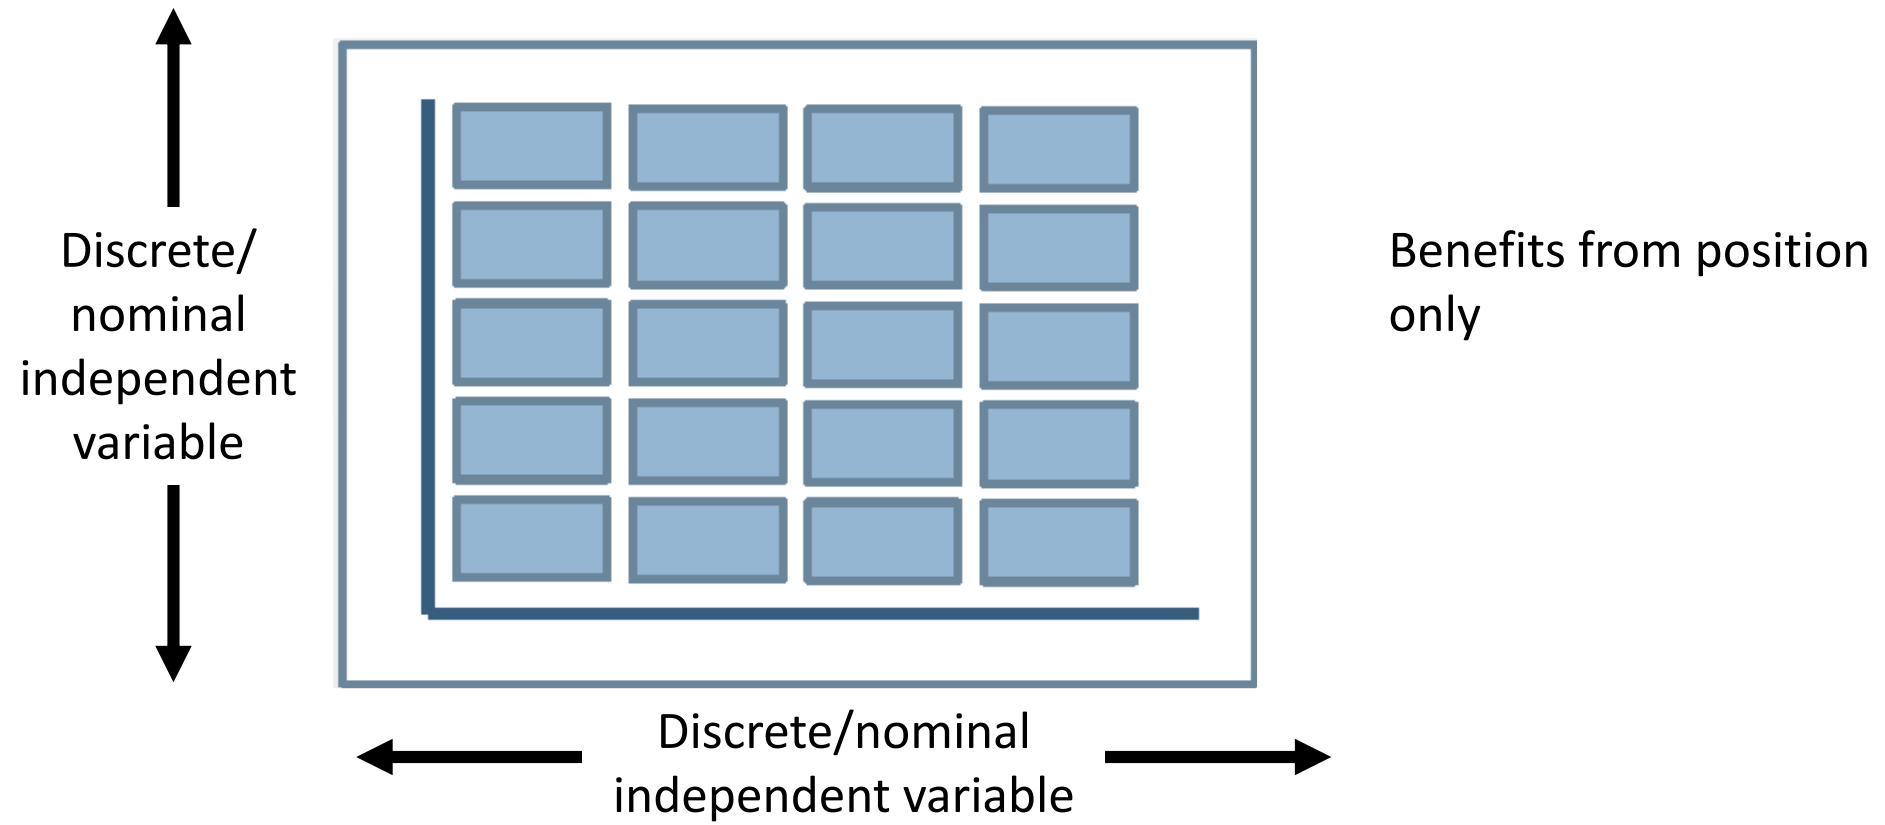 Discrete/
nominal
independent
variable
Benefits from position
only
Discrete/nominal
independent variable